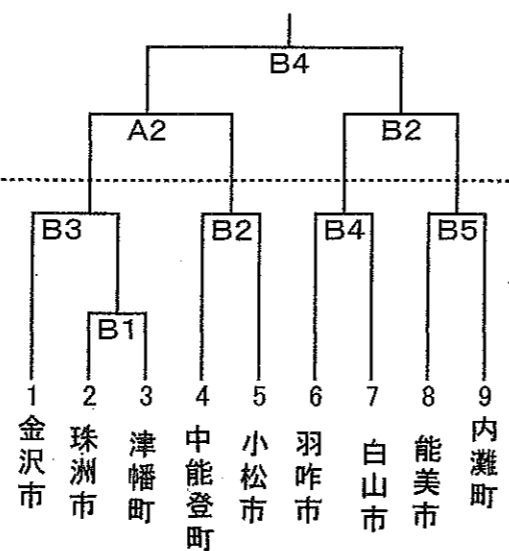 B4
A2 B2
B3 B2 B4 B5
B1
1 2 3 4 5 6 7 8 9
金沢市
珠洲市
津幡町
中能登町
小松市
羽咋市
白山市
能美市
内灘町